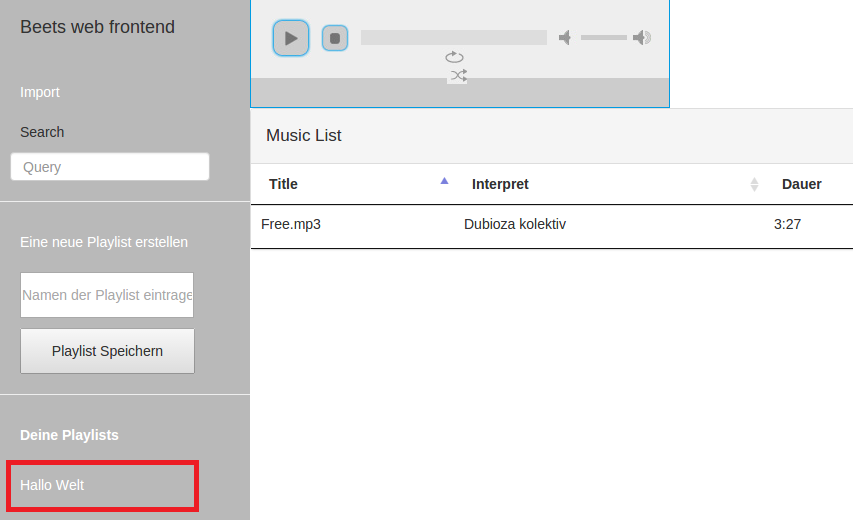 Beets web frontend
Import
Search
Query
Eine neue Playlist erstellen
Namen der Playlist eintrage
Playlist Speichern
Deine Playlists
Hallo Welt
Music List
Title Interpret Dauer
Free.mp3 Dubioza kolektiv 3:27